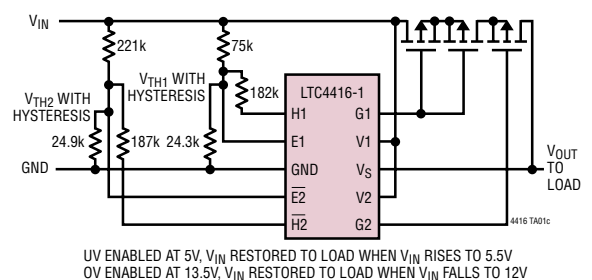 VIN
221k
75k
VTH1 WITH
HYSTERESIS
182k
VTH2 WITH
HYSTERESIS
24.9k
187k
24.3k
GND
LTC4416-1
H1
G1
E1
V1
GND
VS
E2
V2
H2
G2
VOUT
TO
LOAD
4416 TA01c
UV ENABLED AT 5V, VIN RESTORED TO LOAD WHEN VIN RISES TO 5.5V
OV ENABLED AT 13.5V, VIN RESTORED TO LOAD WHEN VIN FALLS TO 12V